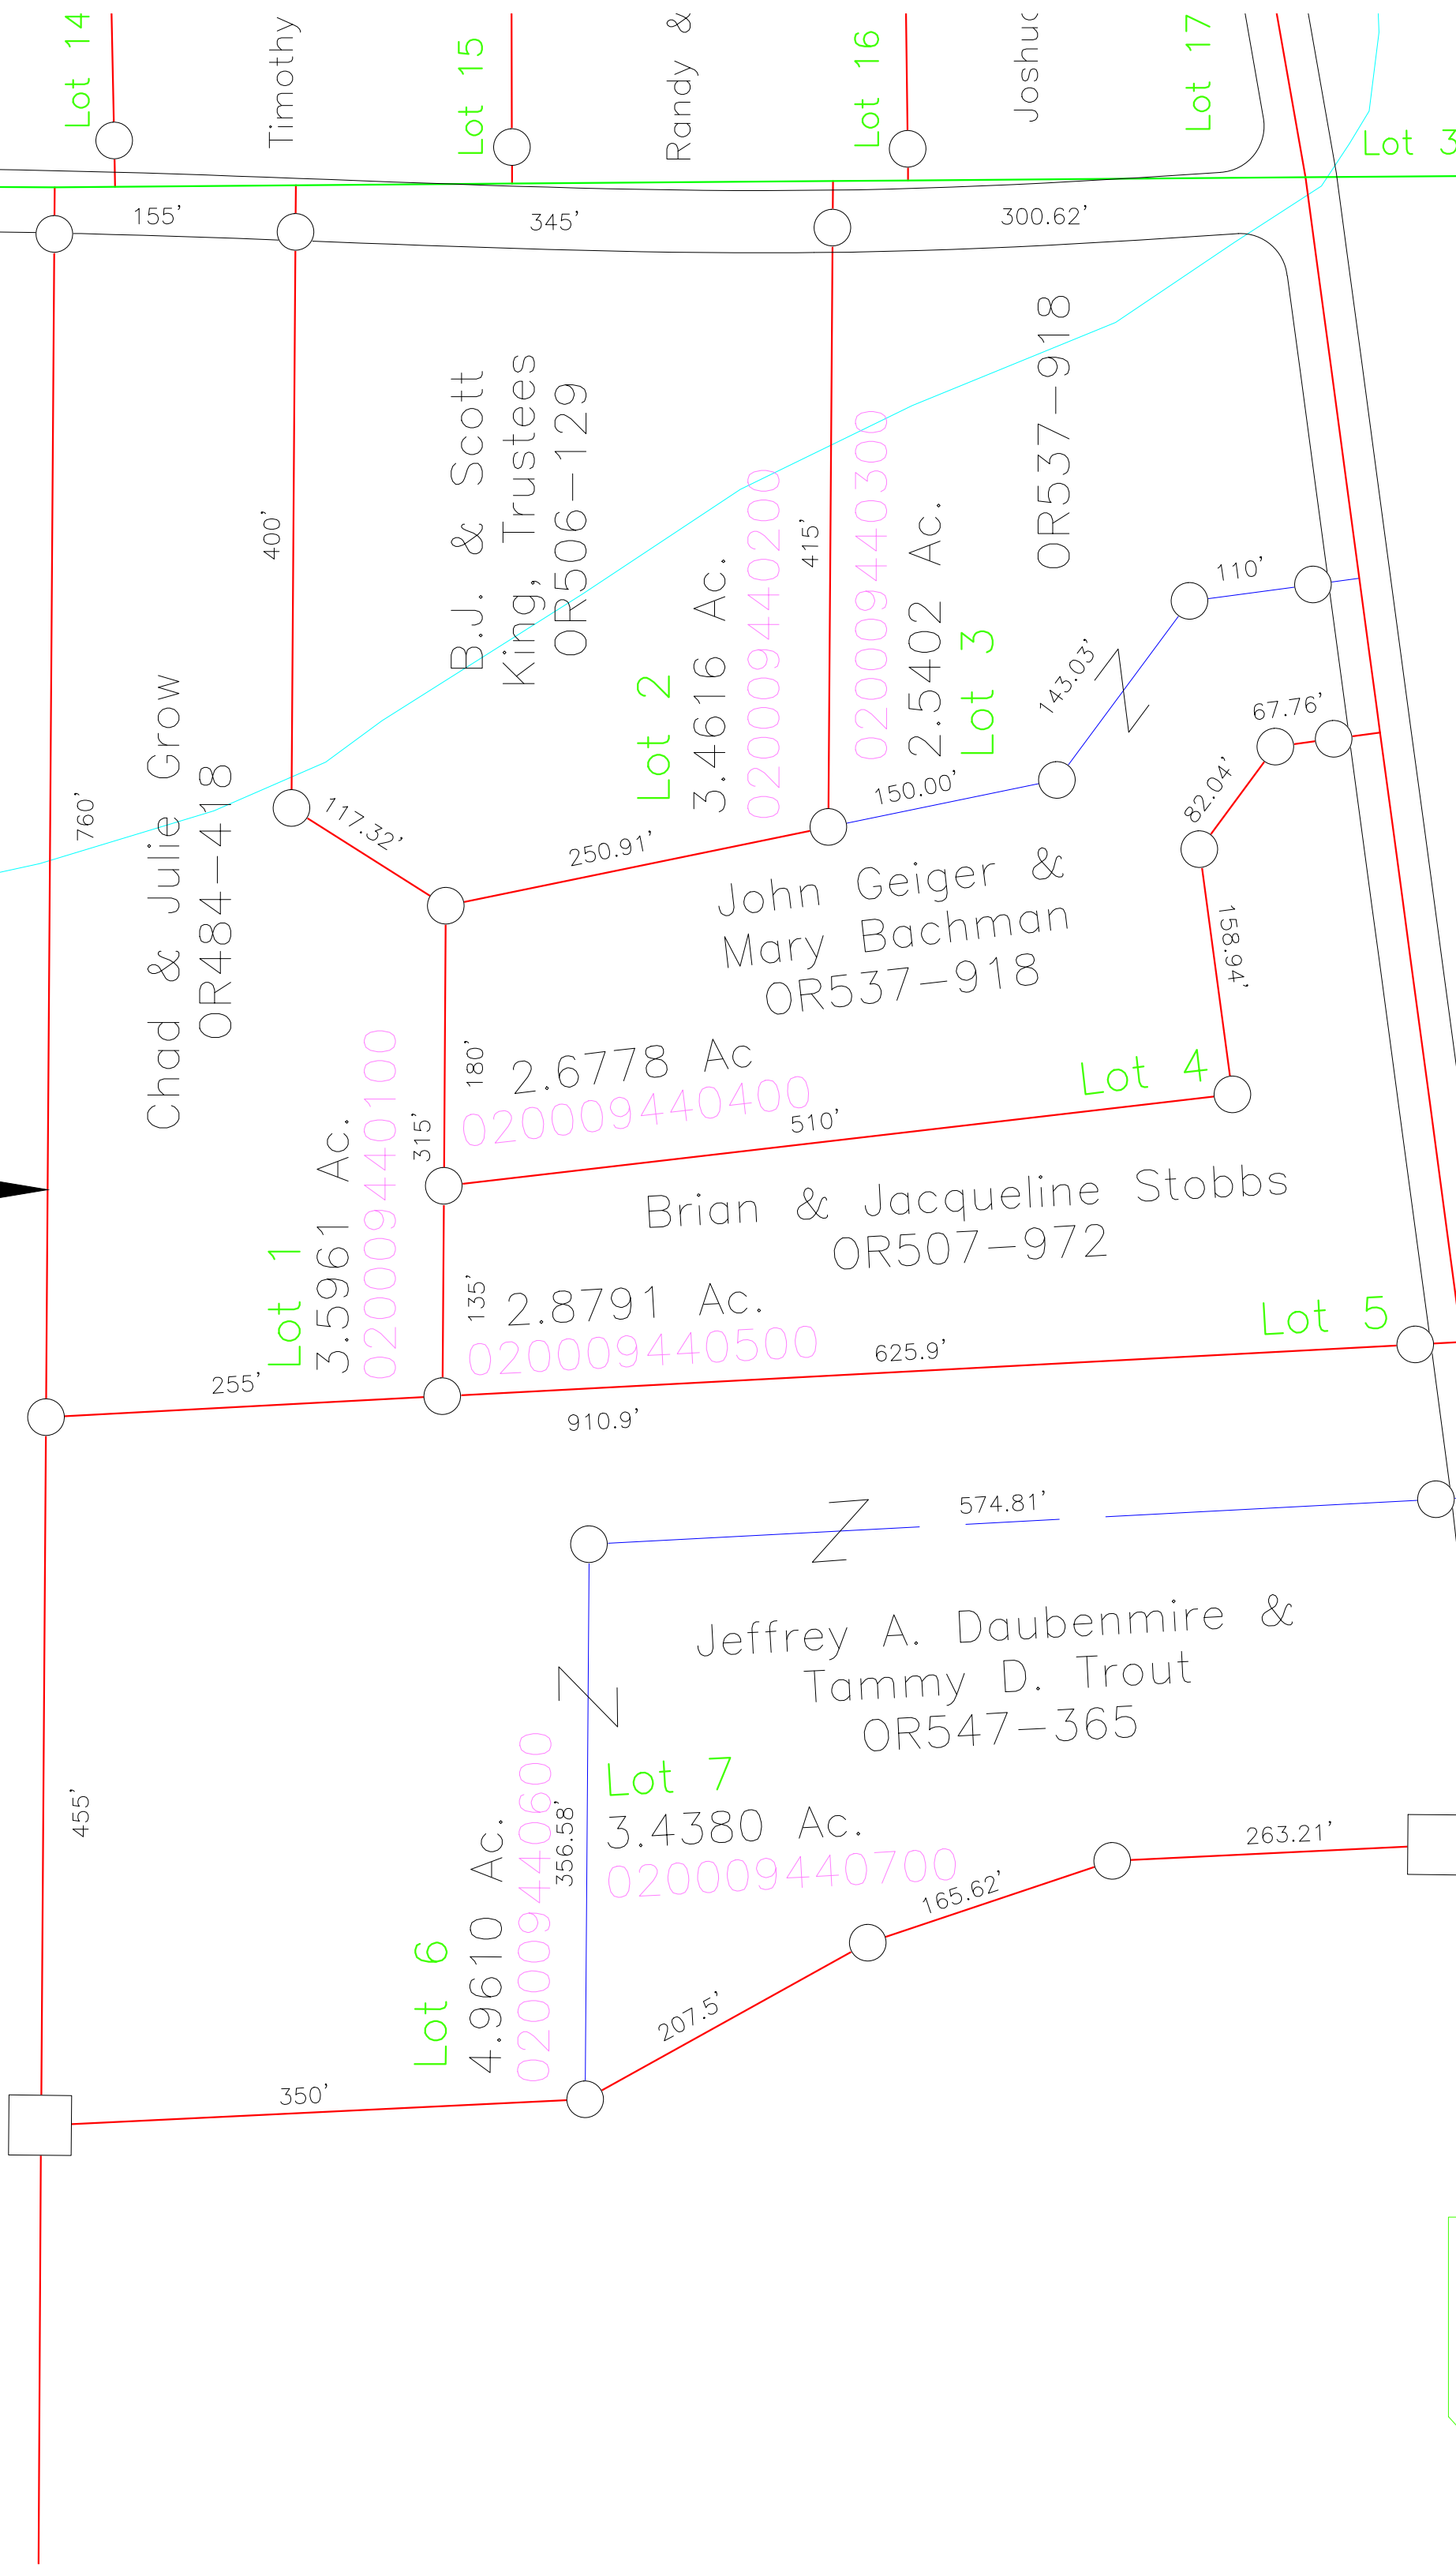 Lot 14
Timothy
Lot 15
Randy &
Lot 16
Lot 17
Lot 3
155'
345'
300.62'
B.J. & Scott
King, Trustees
OR506-129
OR537-918
400'
415'
Lot 2
3.4616 Ac.
020009440200
020009440300
2.5402 Ac.
Lot 3
110'
143.03'
67.76'
82.04'
760'
Chad & Julie Grow
OR484-418
117.32'
250.91'
150.00'
John Geiger &
Mary Bachman
OR537-918
158.94'
180'
2.6778 Ac
020009440400
Lot 4
510'
315'
Lot 1
3.5961 Ac.
020009440100
Brian & Jacqueline Stobbs
OR507-972
135'
2.8791 Ac.
020009440500
Lot 5
255'
625.9'
910.9'
574.81'
Jeffrey A. Daubenmire &
Tammy D. Trout
OR547-365
455'
Lot 6
4.9610 Ac.
020009440600
356.58'
Lot 7
3.4380 Ac.
020009440700
263.21'
165.62'
207.5'
350'